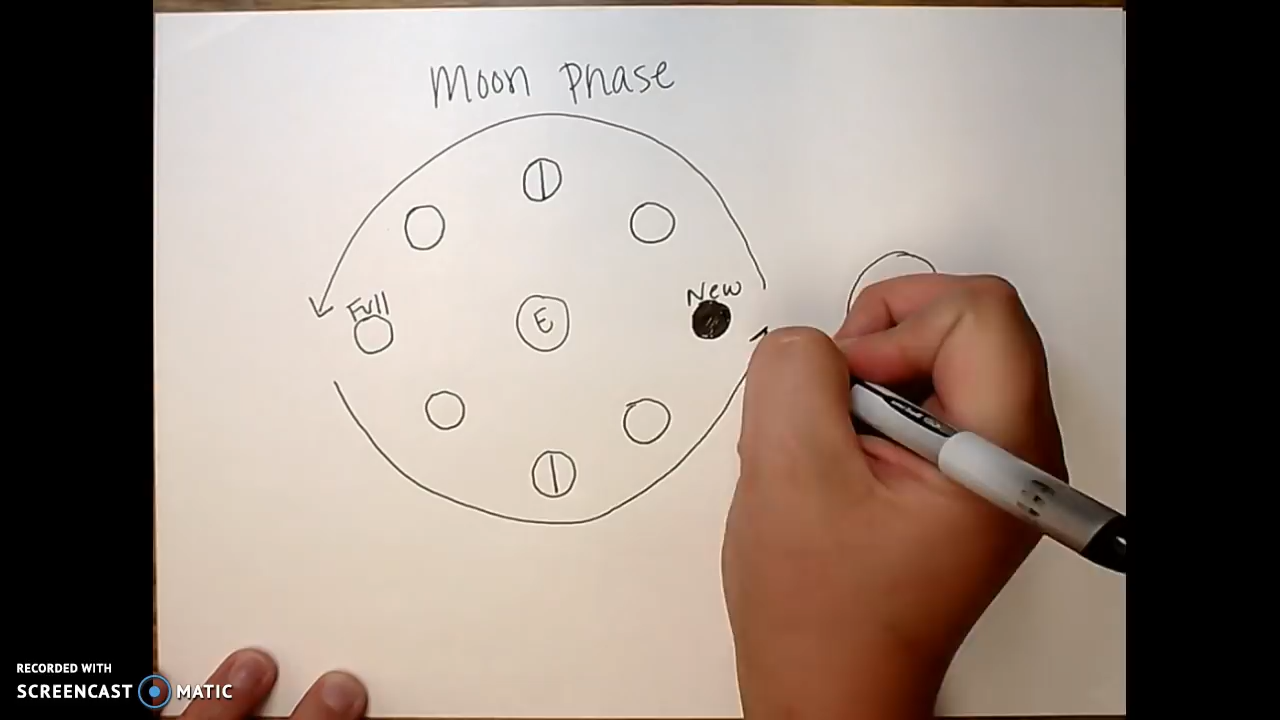 Moon Phase
Full
New
E
RECORDED WITH
SCREENCAST MATIC